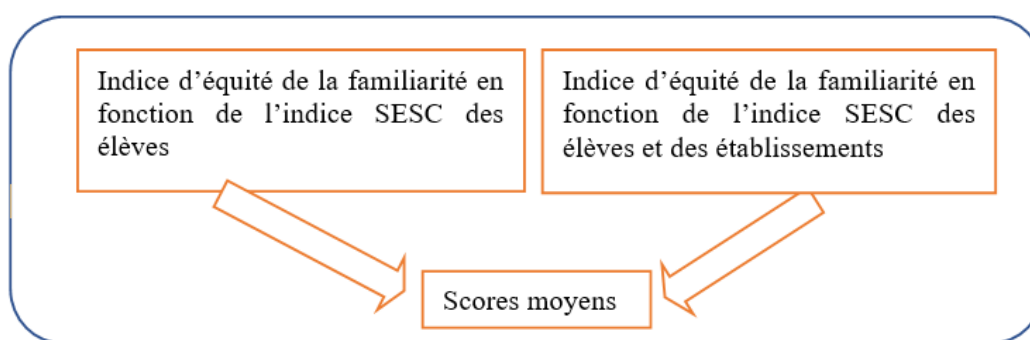 Indice d'équité de la familiarité en
fonction de l'indice SESC des
élèves
Indice d'équité de la familiarité en
fonction de l'indice SESC des
élèves et des établissements
Scores moyens